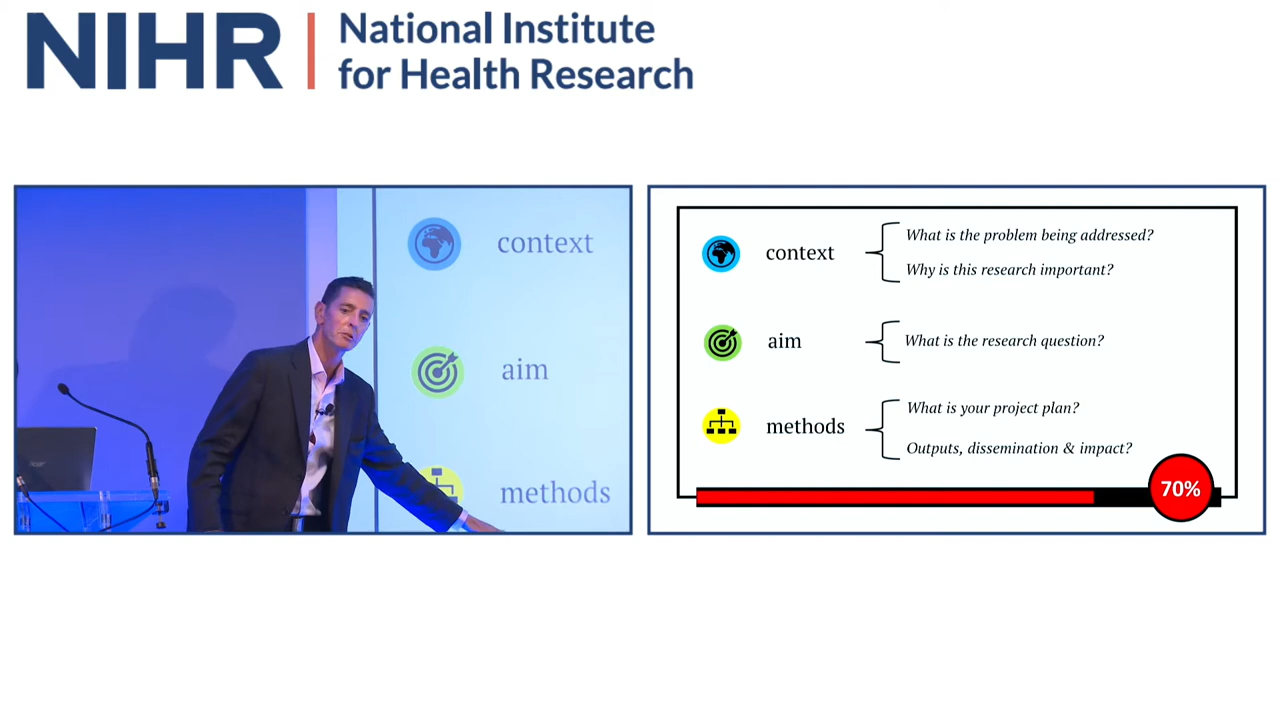 NIHR
National Institute
for Health Research
context
aim
methods
acer
context
What is the problem being addressed?
Why is this research important?
aim
What is the research question?
methods
What is your project plan?
Outputs, dissemination & impact?
70%